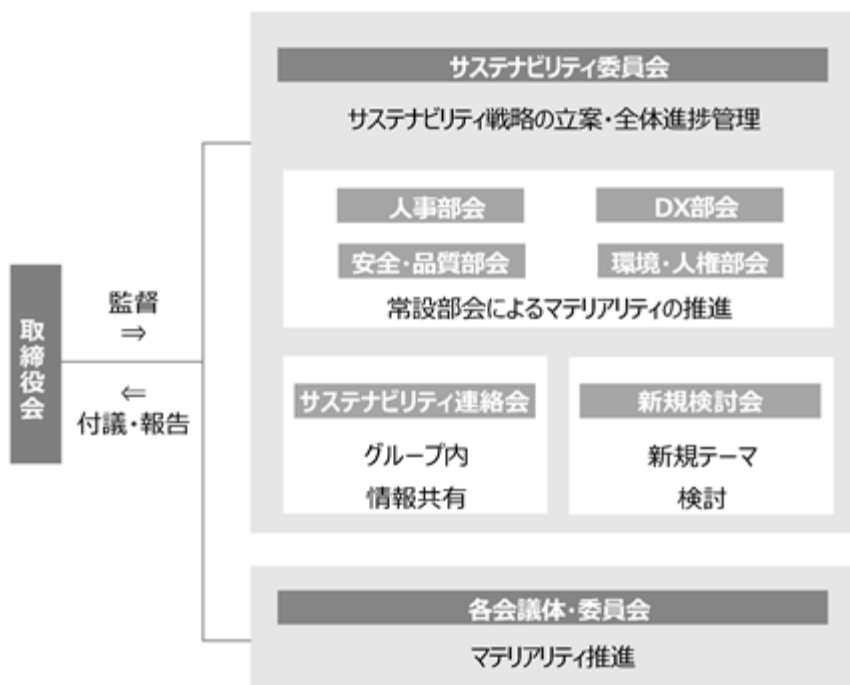 サステナビリティ委員会
サステナビリティ戦略の立案・全体進捗管理
人事部会
DX部会
安全・品質部会
環境・人権部会
常設部会によるマテリアリティの推進
取締役会
監督
⇒
⇐
付議・報告
サステナビリティ連絡会
グループ内
情報共有
新規検討会
新規テーマ
検討
各会議体・委員会
マテリアリティ推進